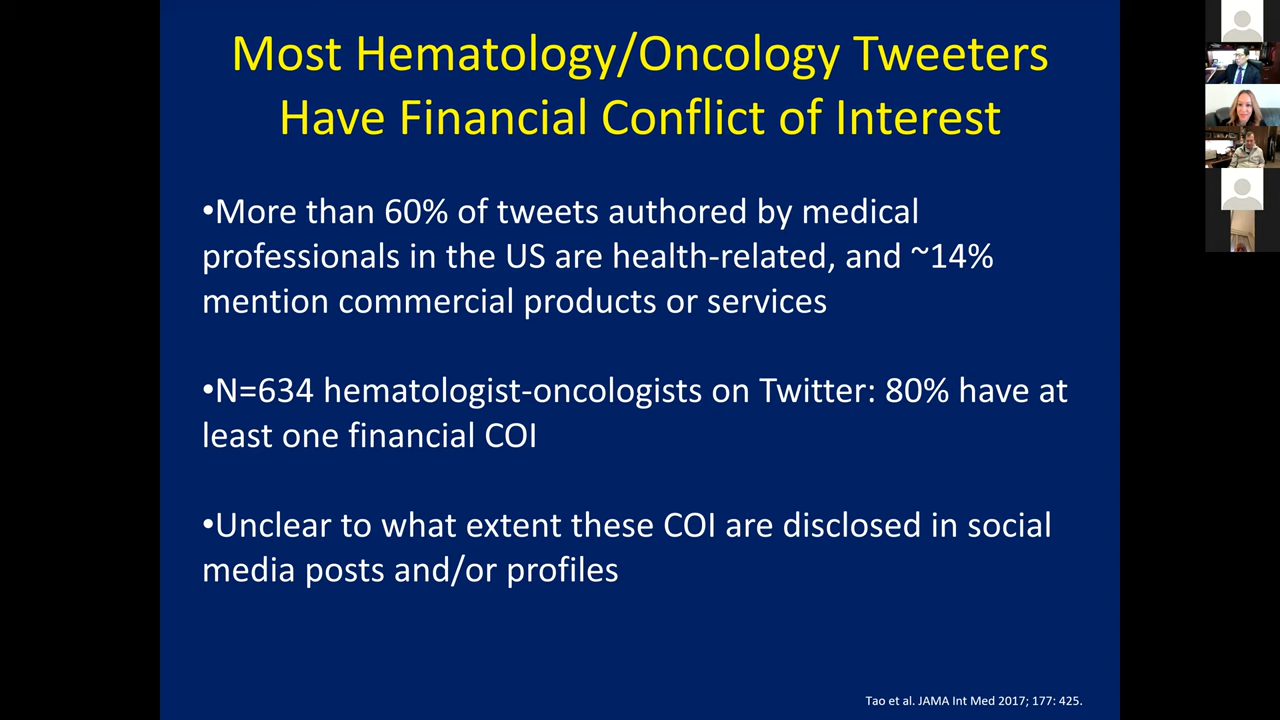 Most Hematology/Oncology Tweeters
Have Financial Conflict of Interest
•More than 60% of tweets authored by medical
professionals in the US are health-related, and ~14%
mention commercial products or services
•N=634 hematologist-oncologists on Twitter: 80% have at
least one financial COI
•Unclear to what extent these COI are disclosed in social
media posts and/or profiles
Tao et al. JAMA Int Med 2017; 177: 425.